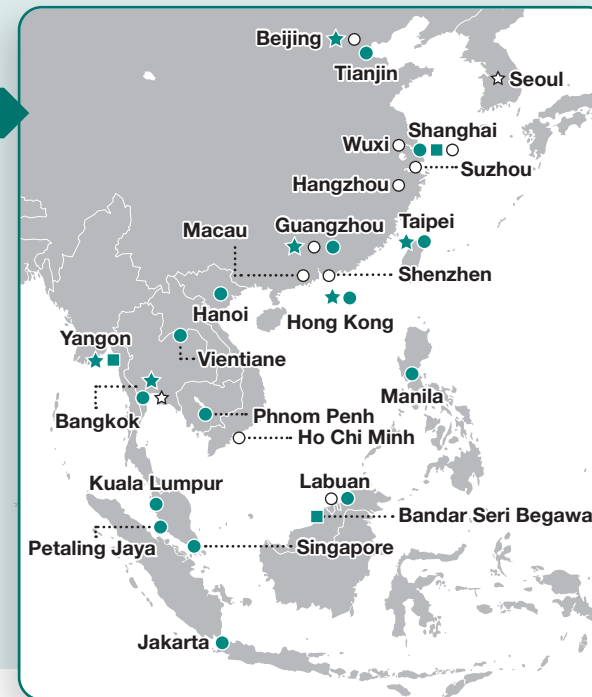 Beijing
Tianjin
Seoul
Wuxi
Shanghai
Suzhou
Hangzhou
Macau
Guangzhou
Taipei
Shenzhen
Hanoi
Hong Kong
Yangon
Vientiane
Manila
Bangkok
Phnom Penh
Ho Chi Minh
Kuala Lumpur
Labuan
Bandar Seri Begawa
Petaling Jaya
Singapore
Jakarta